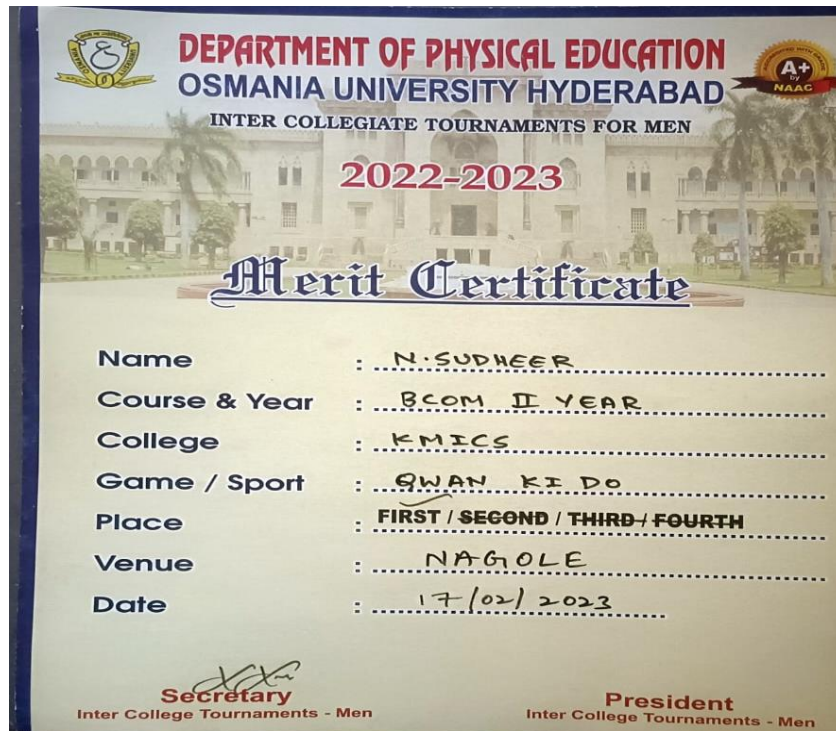 DEPARTMENT OF PHYSICAL EDUCATION
OSMANIA UNIVERSITY HYDERABAD
A+
by
NAAC
INTER COLLEGIATE TOURNAMENTS FOR MEN
2022-2023
Merit Certificate
Name : N. SUDHEER
Course & Year : BCOM II YEAR
College : KMICS
Game / Sport : QWAN KI DO
Place : FIRST / SECOND / THIRD / FOURTH
Venue : NAGOLE
Date : 17/02/2023
Secretary
Inter College Tournaments - Men
President
Inter College Tournaments - Men